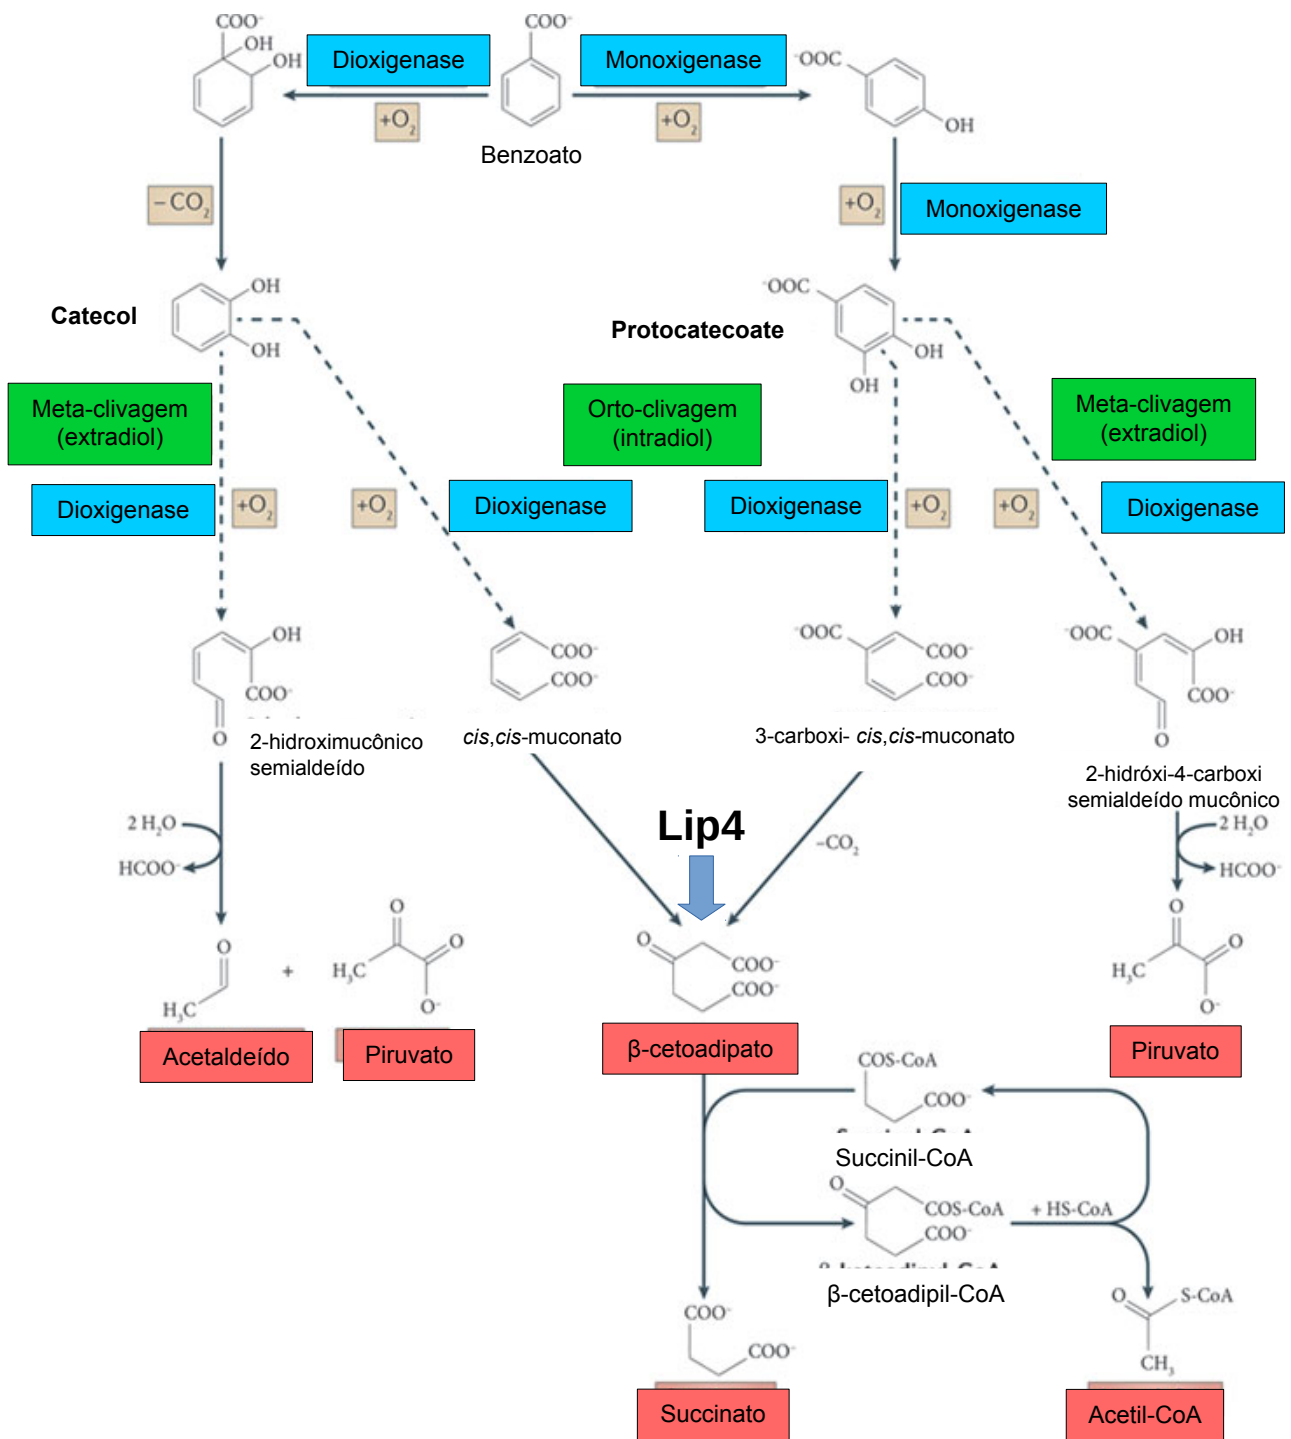 COO⁻
OH
OH
Dioxigenase
+O₂
COO⁻
Benzoato
Monoxigenase
+O₂
⁻OOC
OH
– CO₂
+O₂
Monoxigenase
Catecol
OH
OH
Protocatecoate
⁻OOC
OH
OH
Meta-clivagem
(extradiol)
Dioxigenase
+O₂
+O₂
Dioxigenase
Orto-clivagem
(intradiol)
Dioxigenase
+O₂
+O₂
Meta-clivagem
(extradiol)
Dioxigenase
OH
COO⁻
O
2-hidroximucônico
semialdeído
COO⁻
COO⁻
cis,cis-muconato
⁻OOC
COO⁻
COO⁻
3-carboxi- cis,cis-muconato
⁻OOC
OH
COO⁻
O
2-hidróxi-4-carboxi
semialdeído mucônico
2 H₂O
HCOO⁻
Lip4
–CO₂
2 H₂O
HCOO⁻
O
H₃C
+
O
O
H₃C
O⁻
O
COO⁻
COO⁻
O
O
H₃C
O⁻
Acetaldeído
Piruvato
β-cetoadipato
Piruvato
COS-CoA
COO⁻
Succinil-CoA
O
COS-CoA
COO⁻
+ HS-CoA
β-cetoadipil-CoA
COO⁻
COO⁻
O
S-CoA
CH₃
Succinato
Acetil-CoA